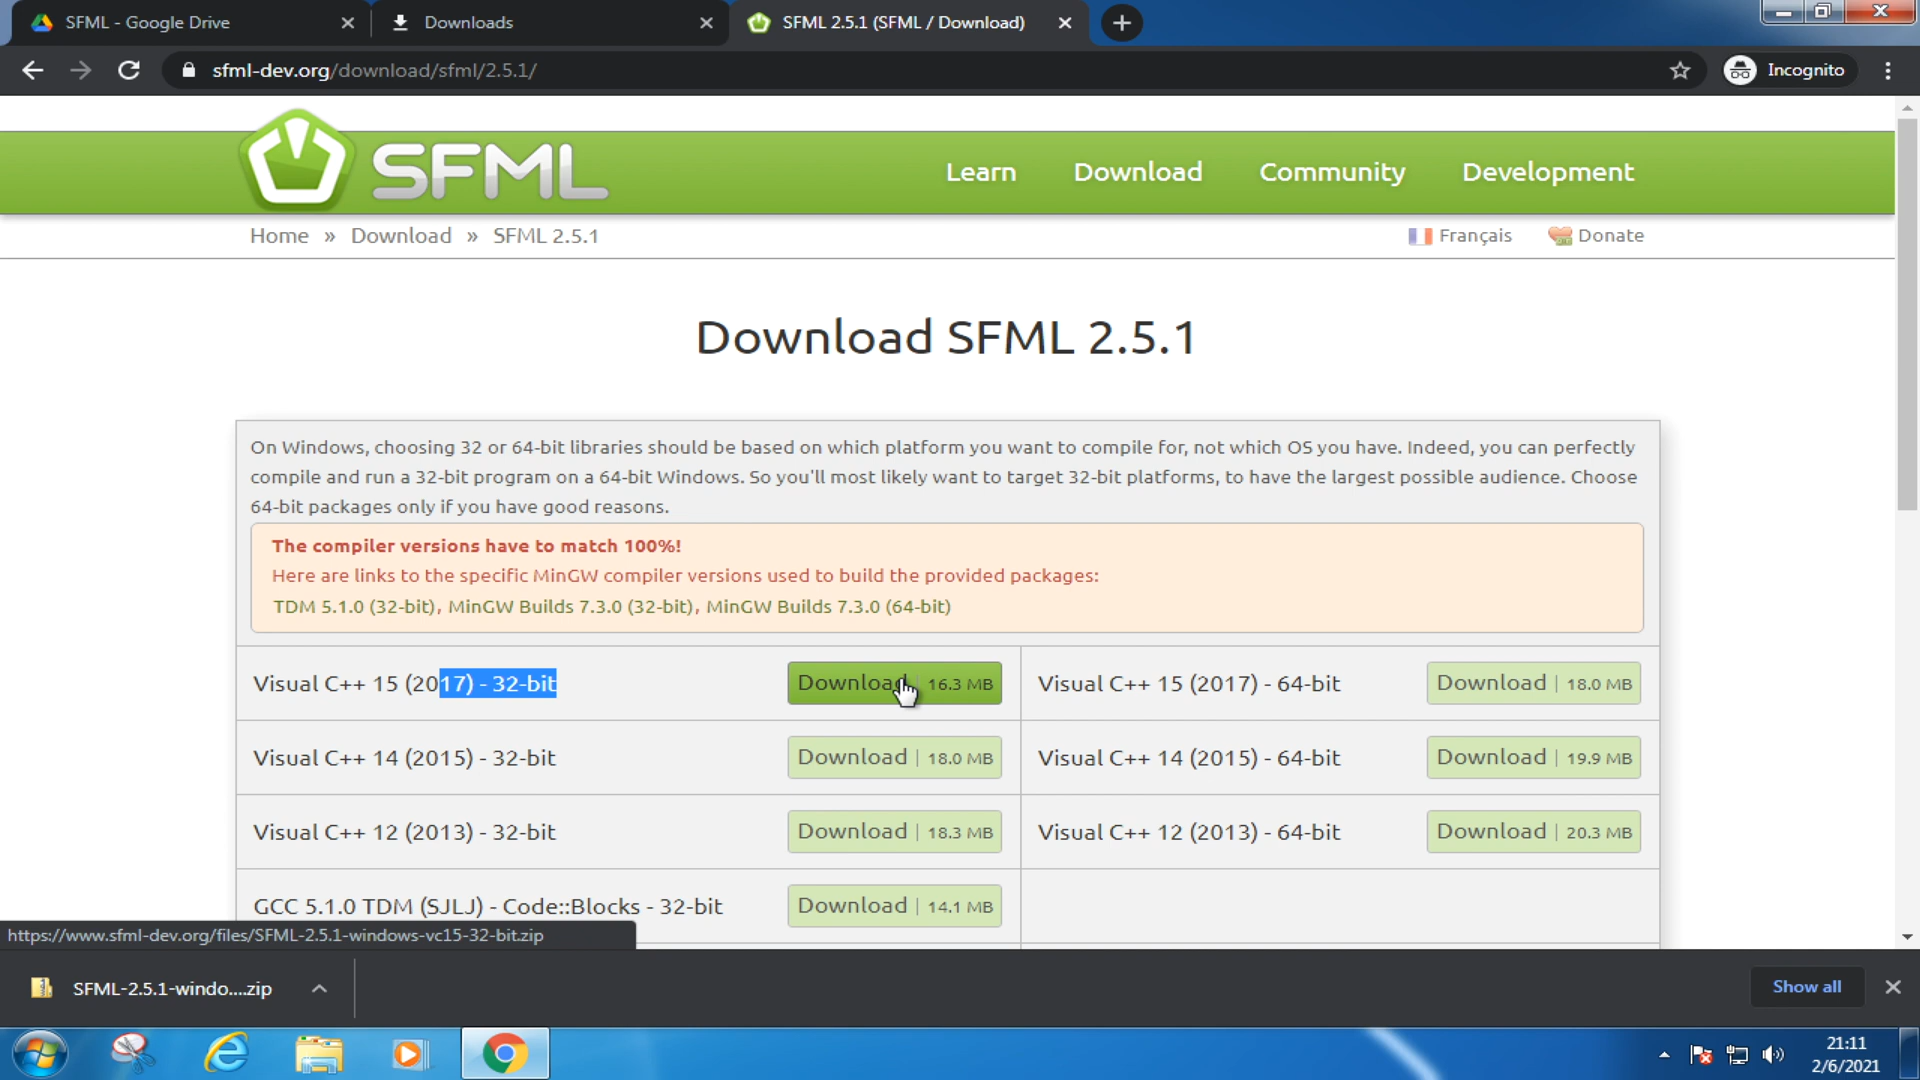 SFML - Google Drive
Downloads
SFML 2.5.1 (SFML / Download)
sfml-dev.org/download/sfml/2.5.1/
Incognito
SFML
Learn
Download
Community
Development
Home » Download » SFML 2.5.1
Français
Donate
Download SFML 2.5.1
On Windows, choosing 32 or 64-bit libraries should be based on which platform you want to compile for, not which OS you have. Indeed, you can perfectly
compile and run a 32-bit program on a 64-bit Windows. So you'll most likely want to target 32-bit platforms, to have the largest possible audience. Choose
64-bit packages only if you have good reasons.
The compiler versions have to match 100%!
Here are links to the specific MinGW compiler versions used to build the provided packages:
TDM 5.1.0 (32-bit), MinGW Builds 7.3.0 (32-bit), MinGW Builds 7.3.0 (64-bit)
Visual C++ 15 (2017) - 32-bit
Download | 16.3 MB
Visual C++ 15 (2017) - 64-bit
Download | 18.0 MB
Visual C++ 14 (2015) - 32-bit
Download | 18.0 MB
Visual C++ 14 (2015) - 64-bit
Download | 19.9 MB
Visual C++ 12 (2013) - 32-bit
Download | 18.3 MB
Visual C++ 12 (2013) - 64-bit
Download | 20.3 MB
GCC 5.1.0 TDM (SJLJ) - Code::Blocks - 32-bit
Download | 14.1 MB
https://www.sfml-dev.org/files/SFML-2.5.1-windows-vc15-32-bit.zip
SFML-2.5.1-windo....zip
Show all
21:11
2/6/2021